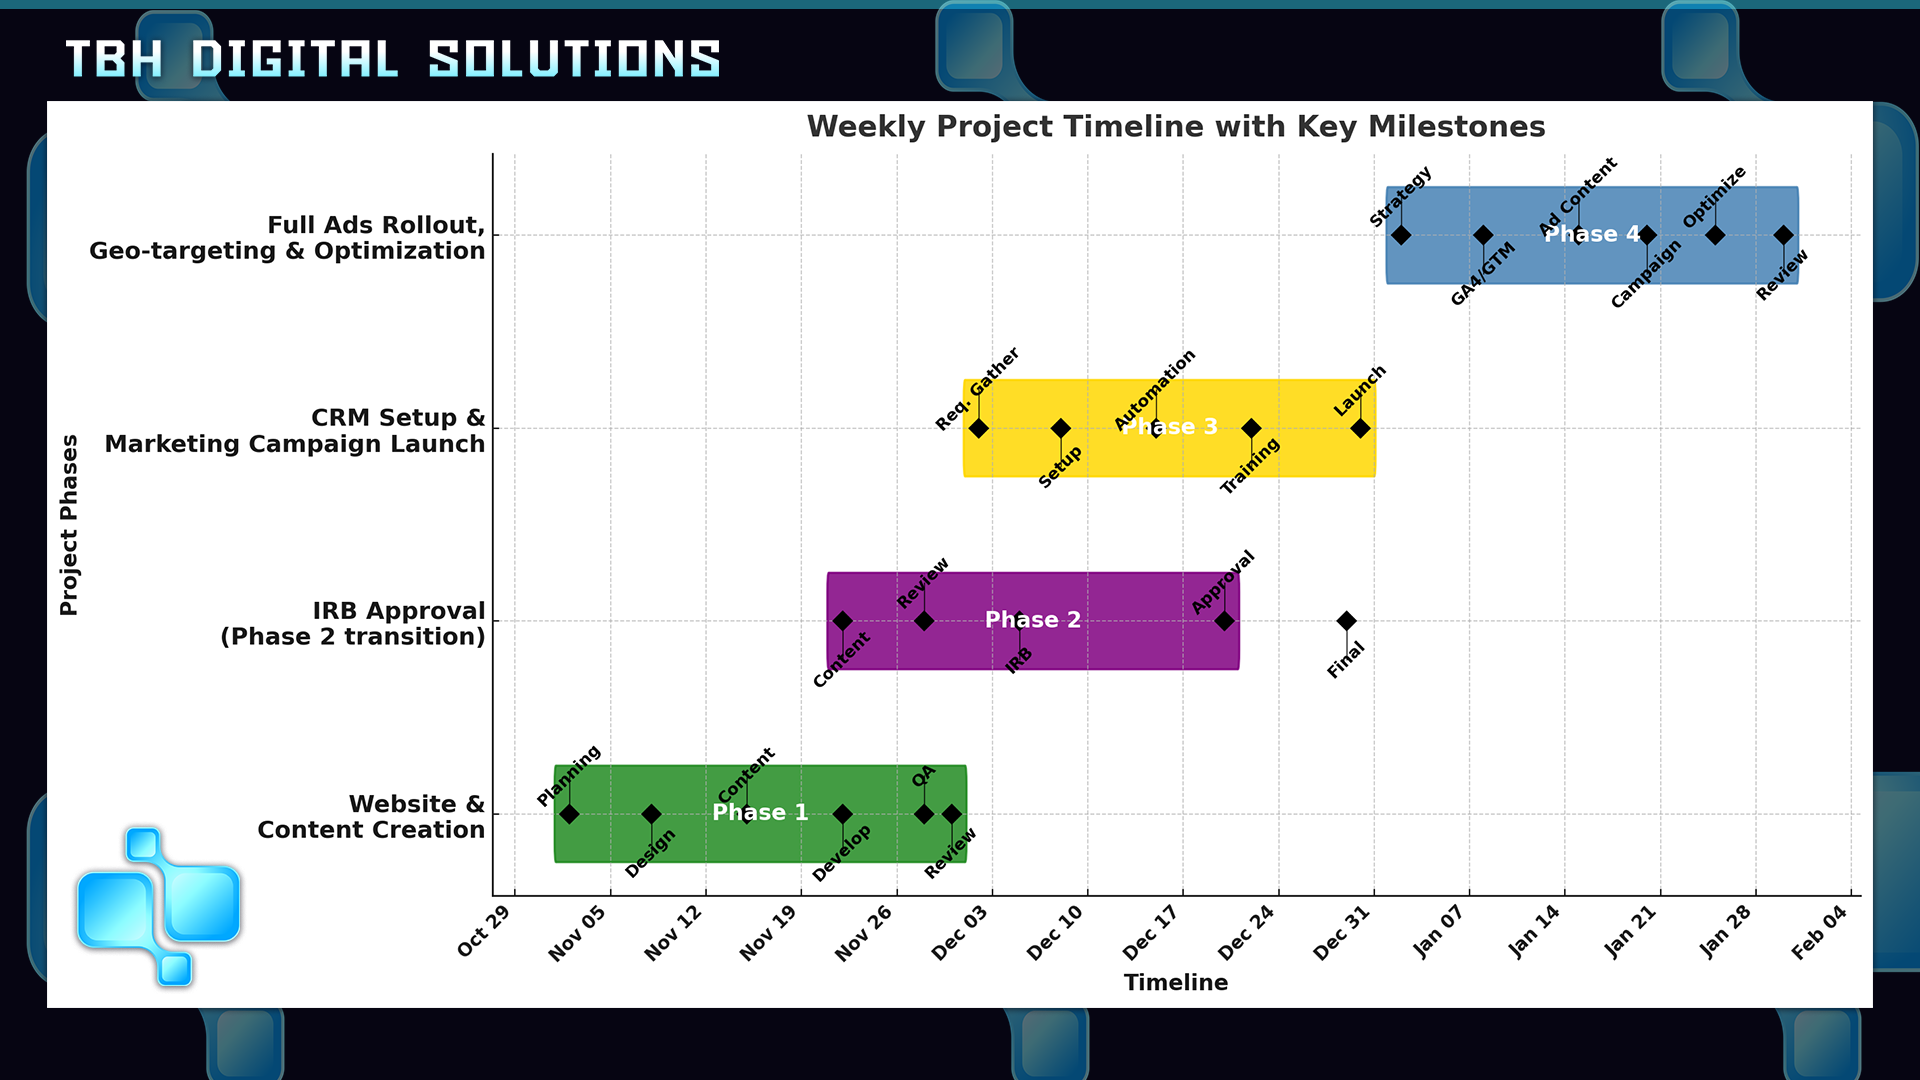 TBH DIGITAL SOLUTIONS
Weekly Project Timeline with Key Milestones
Project Phases
Full Ads Rollout,
Geo-targeting & Optimization
Strategy
GA4/GTM
Ad Content
Phase 4
Campaign
Optimize
Review
CRM Setup &
Marketing Campaign Launch
Req. Gather
Setup
Automation
Phase 3
Training
Launch
IRB Approval
(Phase 2 transition)
Content
Review
IRB
Phase 2
Approval
Final
Website &
Content Creation
Planning
Design
Content
Phase 1
Develop
QA
Review
Oct 29
Nov 05
Nov 12
Nov 19
Nov 26
Dec 03
Dec 10
Dec 17
Dec 24
Dec 31
Jan 07
Jan 14
Jan 21
Jan 28
Feb 04
Timeline